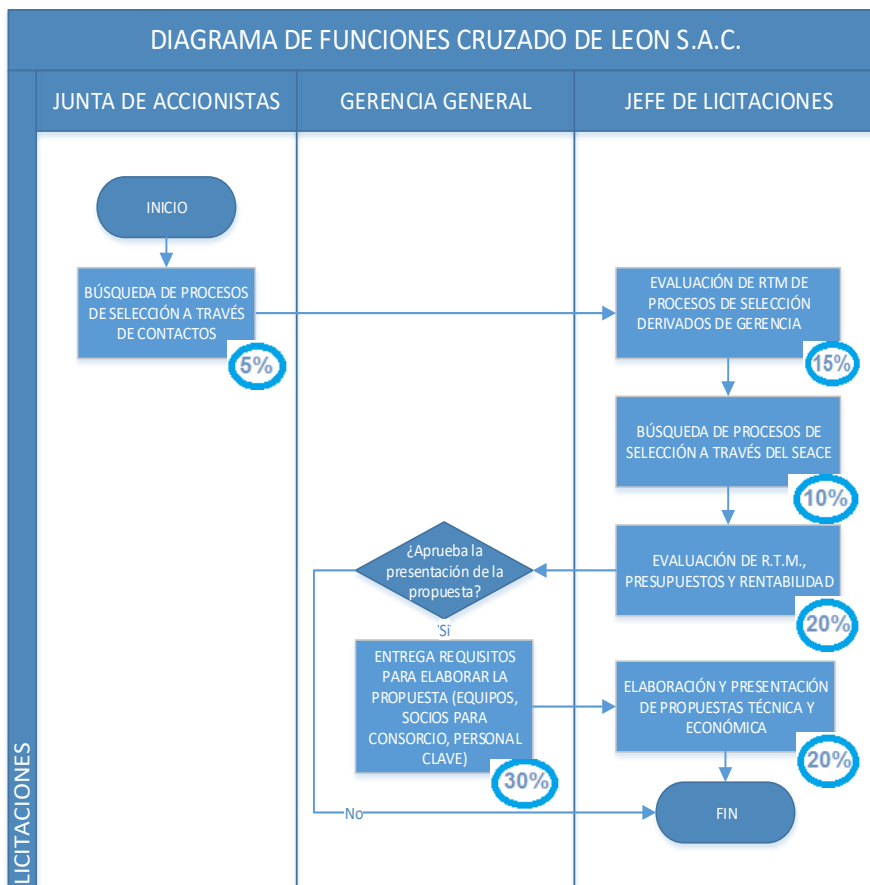 DIAGRAMA DE FUNCIONES CRUZADO DE LEON S.A.C.
JUNTA DE ACCIONISTAS
GERENCIA GENERAL
JEFE DE LICITACIONES
LICITACIONES
INICIO
BÚSQUEDA DE PROCESOS
DE SELECCIÓN A TRAVÉS
DE CONTACTOS
5%
EVALUACIÓN DE RTM DE
PROCESOS DE SELECCIÓN
DERIVADOS DE GERENCIA
15%
BÚSQUEDA DE PROCESOS DE
SELECCIÓN A TRAVÉS DEL SEACE
10%
EVALUACIÓN DE R.T.M.,
PRESUPUESTOS Y RENTABILIDAD
20%
¿Aprueba la
presentación de la
propuesta?
Si
ENTREGA REQUISITOS
PARA ELABORAR LA
PROPUESTA (EQUIPOS,
SOCIOS PARA
CONSORCIO, PERSONAL
CLAVE)
30%
ELABORACIÓN Y PRESENTACIÓN
DE PROPUESTAS TÉCNICA Y
ECONÓMICA
20%
No
FIN